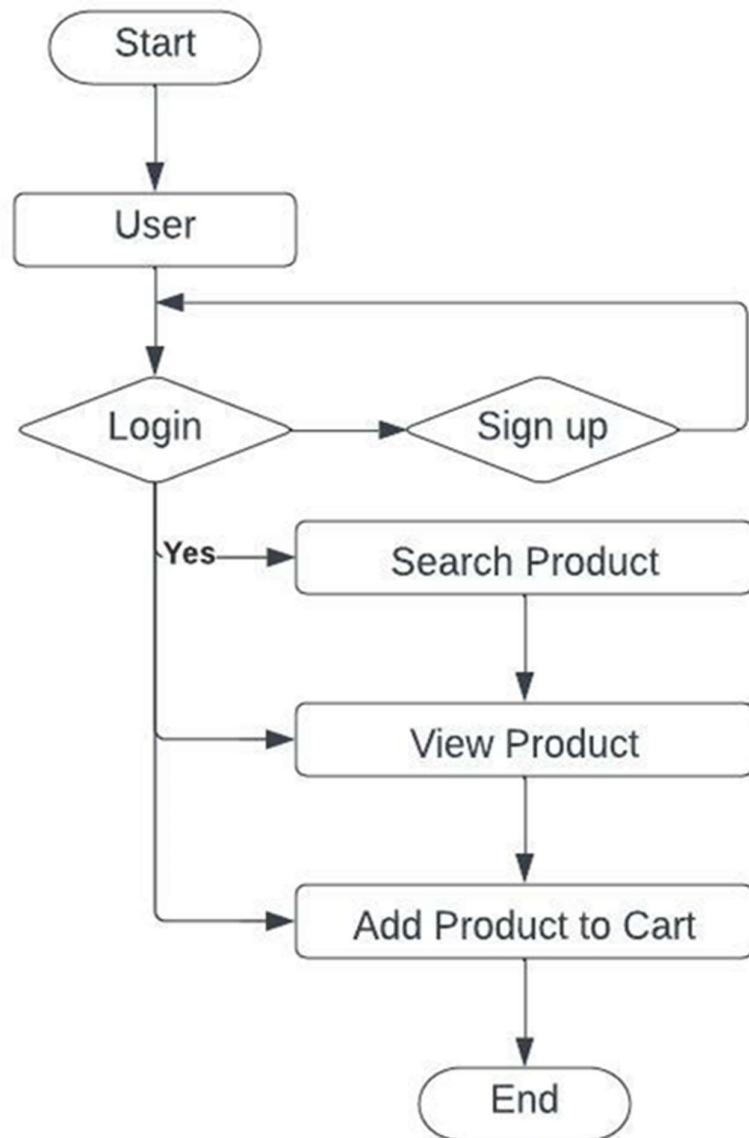 Start
User
Login
Sign up
Yes
Search Product
View Product
Add Product to Cart
End